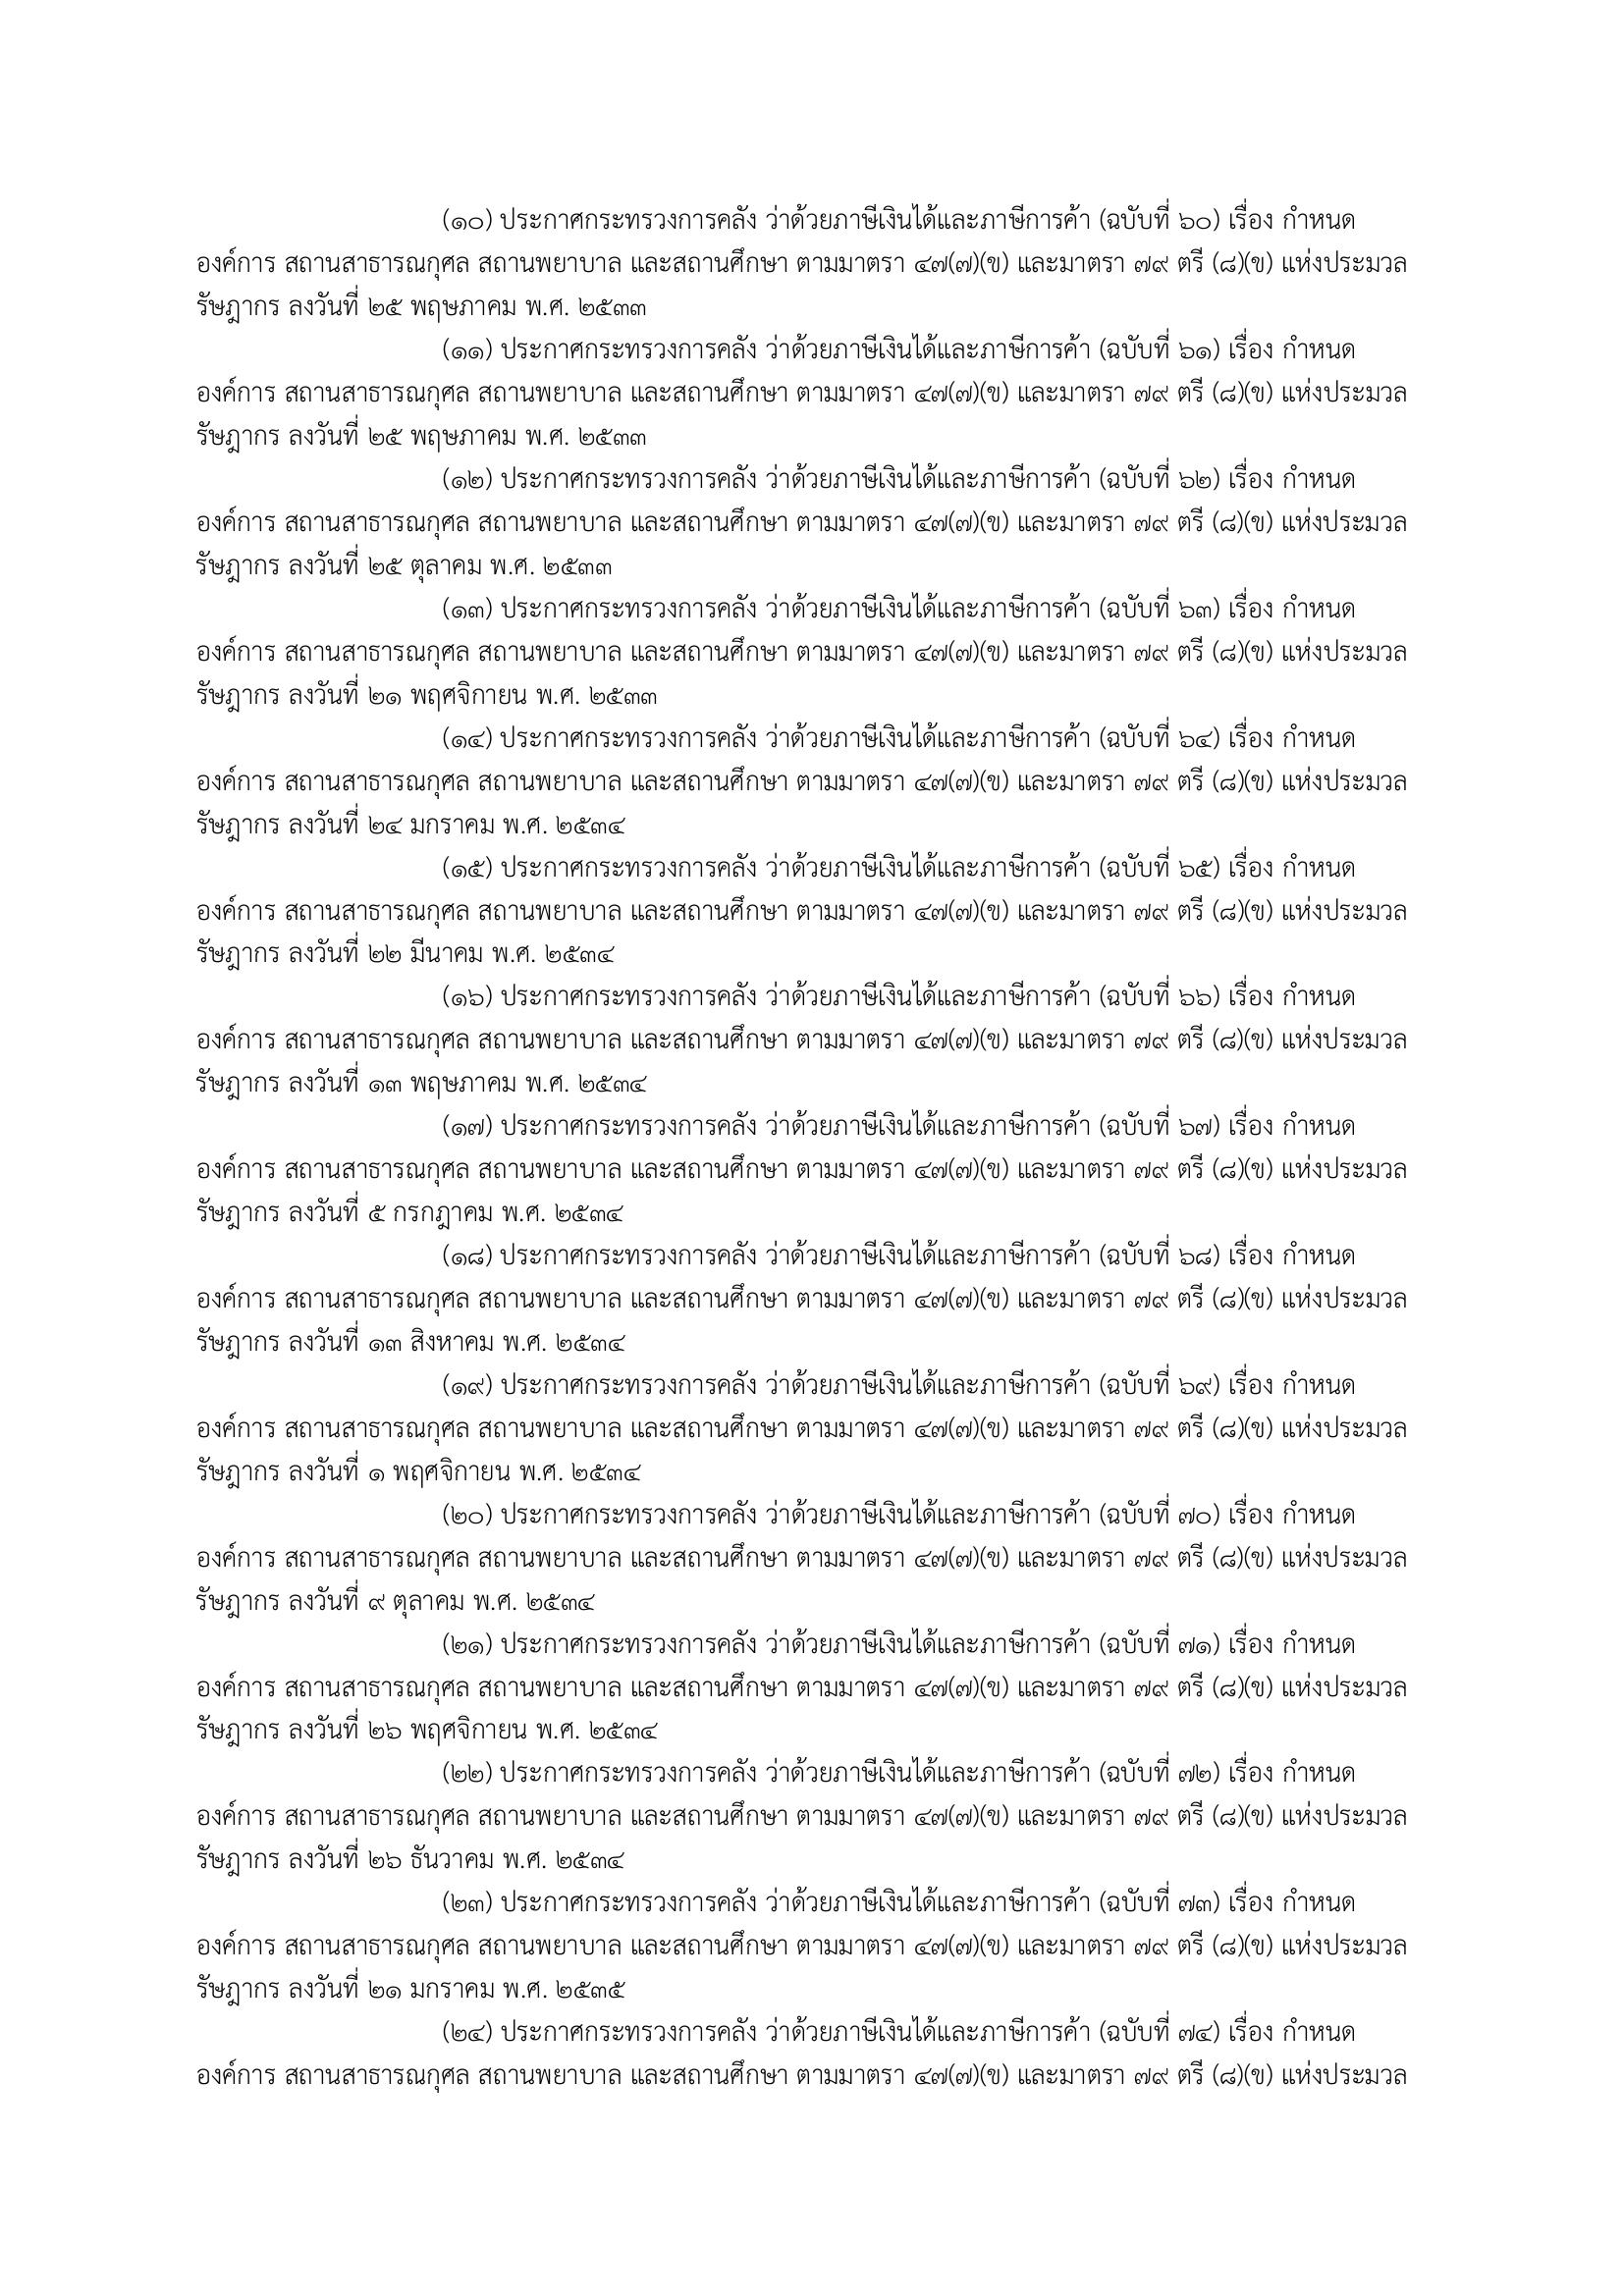 (๑๐) ประกาศกระทรวงการคลัง ว่าด้วยภาษีเงินได้และภาษีการค้า (ฉบับที่ ๖๐) เรื่อง กำหนด
องค์การ สถานสาธารณกุศล สถานพยาบาล และสถานศึกษา ตามมาตรา ๔๗(๗)(ข) และมาตรา ๗๙ ตรี (๘)(ข) แห่งประมวล
รัษฎากร ลงวันที่ ๒๕ พฤษภาคม พ.ศ. ๒๕๓๓
(๑๑) ประกาศกระทรวงการคลัง ว่าด้วยภาษีเงินได้และภาษีการค้า (ฉบับที่ ๖๑) เรื่อง กำหนด
องค์การ สถานสาธารณกุศล สถานพยาบาล และสถานศึกษา ตามมาตรา ๔๗(๗)(ข) และมาตรา ๗๙ ตรี (๘)(ข) แห่งประมวล
รัษฎากร ลงวันที่ ๒๕ พฤษภาคม พ.ศ. ๒๕๓๓
(๑๒) ประกาศกระทรวงการคลัง ว่าด้วยภาษีเงินได้และภาษีการค้า (ฉบับที่ ๖๒) เรื่อง กำหนด
องค์การ สถานสาธารณกุศล สถานพยาบาล และสถานศึกษา ตามมาตรา ๔๗(๗)(ข) และมาตรา ๗๙ ตรี (๘)(ข) แห่งประมวล
รัษฎากร ลงวันที่ ๒๕ ตุลาคม พ.ศ. ๒๕๓๓
(๑๓) ประกาศกระทรวงการคลัง ว่าด้วยภาษีเงินได้และภาษีการค้า (ฉบับที่ ๖๓) เรื่อง กำหนด
องค์การ สถานสาธารณกุศล สถานพยาบาล และสถานศึกษา ตามมาตรา ๔๗(๗)(ข) และมาตรา ๗๙ ตรี (๘)(ข) แห่งประมวล
รัษฎากร ลงวันที่ ๒๑ พฤศจิกายน พ.ศ. ๒๕๓๓
(๑๔) ประกาศกระทรวงการคลัง ว่าด้วยภาษีเงินได้และภาษีการค้า (ฉบับที่ ๖๔) เรื่อง กำหนด
องค์การ สถานสาธารณกุศล สถานพยาบาล และสถานศึกษา ตามมาตรา ๔๗(๗)(ข) และมาตรา ๗๙ ตรี (๘)(ข) แห่งประมวล
รัษฎากร ลงวันที่ ๒๔ มกราคม พ.ศ. ๒๕๓๔
(๑๕) ประกาศกระทรวงการคลัง ว่าด้วยภาษีเงินได้และภาษีการค้า (ฉบับที่ ๖๕) เรื่อง กำหนด
องค์การ สถานสาธารณกุศล สถานพยาบาล และสถานศึกษา ตามมาตรา ๔๗(๗)(ข) และมาตรา ๗๙ ตรี (๘)(ข) แห่งประมวล
รัษฎากร ลงวันที่ ๒๒ มีนาคม พ.ศ. ๒๕๓๔
(๑๖) ประกาศกระทรวงการคลัง ว่าด้วยภาษีเงินได้และภาษีการค้า (ฉบับที่ ๖๖) เรื่อง กำหนด
องค์การ สถานสาธารณกุศล สถานพยาบาล และสถานศึกษา ตามมาตรา ๔๗(๗)(ข) และมาตรา ๗๙ ตรี (๘)(ข) แห่งประมวล
รัษฎากร ลงวันที่ ๑๓ พฤษภาคม พ.ศ. ๒๕๓๔
(๑๗) ประกาศกระทรวงการคลัง ว่าด้วยภาษีเงินได้และภาษีการค้า (ฉบับที่ ๖๗) เรื่อง กำหนด
องค์การ สถานสาธารณกุศล สถานพยาบาล และสถานศึกษา ตามมาตรา ๔๗(๗)(ข) และมาตรา ๗๙ ตรี (๘)(ข) แห่งประมวล
รัษฎากร ลงวันที่ ๕ กรกฎาคม พ.ศ. ๒๕๓๔
(๑๘) ประกาศกระทรวงการคลัง ว่าด้วยภาษีเงินได้และภาษีการค้า (ฉบับที่ ๖๘) เรื่อง กำหนด
องค์การ สถานสาธารณกุศล สถานพยาบาล และสถานศึกษา ตามมาตรา ๔๗(๗)(ข) และมาตรา ๗๙ ตรี (๘)(ข) แห่งประมวล
รัษฎากร ลงวันที่ ๑๓ สิงหาคม พ.ศ. ๒๕๓๔
(๑๙) ประกาศกระทรวงการคลัง ว่าด้วยภาษีเงินได้และภาษีการค้า (ฉบับที่ ๖๙) เรื่อง กำหนด
องค์การ สถานสาธารณกุศล สถานพยาบาล และสถานศึกษา ตามมาตรา ๔๗(๗)(ข) และมาตรา ๗๙ ตรี (๘)(ข) แห่งประมวล
รัษฎากร ลงวันที่ ๑ พฤศจิกายน พ.ศ. ๒๕๓๔
(๒๐) ประกาศกระทรวงการคลัง ว่าด้วยภาษีเงินได้และภาษีการค้า (ฉบับที่ ๗๐) เรื่อง กำหนด
องค์การ สถานสาธารณกุศล สถานพยาบาล และสถานศึกษา ตามมาตรา ๔๗(๗)(ข) และมาตรา ๗๙ ตรี (๘)(ข) แห่งประมวล
รัษฎากร ลงวันที่ ๙ ตุลาคม พ.ศ. ๒๕๓๔
(๒๑) ประกาศกระทรวงการคลัง ว่าด้วยภาษีเงินได้และภาษีการค้า (ฉบับที่ ๗๑) เรื่อง กำหนด
องค์การ สถานสาธารณกุศล สถานพยาบาล และสถานศึกษา ตามมาตรา ๔๗(๗)(ข) และมาตรา ๗๙ ตรี (๘)(ข) แห่งประมวล
รัษฎากร ลงวันที่ ๒๖ พฤศจิกายน พ.ศ. ๒๕๓๔
(๒๒) ประกาศกระทรวงการคลัง ว่าด้วยภาษีเงินได้และภาษีการค้า (ฉบับที่ ๗๒) เรื่อง กำหนด
องค์การ สถานสาธารณกุศล สถานพยาบาล และสถานศึกษา ตามมาตรา ๔๗(๗)(ข) และมาตรา ๗๙ ตรี (๘)(ข) แห่งประมวล
รัษฎากร ลงวันที่ ๒๖ ธันวาคม พ.ศ. ๒๕๓๔
(๒๓) ประกาศกระทรวงการคลัง ว่าด้วยภาษีเงินได้และภาษีการค้า (ฉบับที่ ๗๓) เรื่อง กำหนด
องค์การ สถานสาธารณกุศล สถานพยาบาล และสถานศึกษา ตามมาตรา ๔๗(๗)(ข) และมาตรา ๗๙ ตรี (๘)(ข) แห่งประมวล
รัษฎากร ลงวันที่ ๒๑ มกราคม พ.ศ. ๒๕๓๕
(๒๔) ประกาศกระทรวงการคลัง ว่าด้วยภาษีเงินได้และภาษีการค้า (ฉบับที่ ๗๔) เรื่อง กำหนด
องค์การ สถานสาธารณกุศล สถานพยาบาล และสถานศึกษา ตามมาตรา ๔๗(๗)(ข) และมาตรา ๗๙ ตรี (๘)(ข) แห่งประมวล